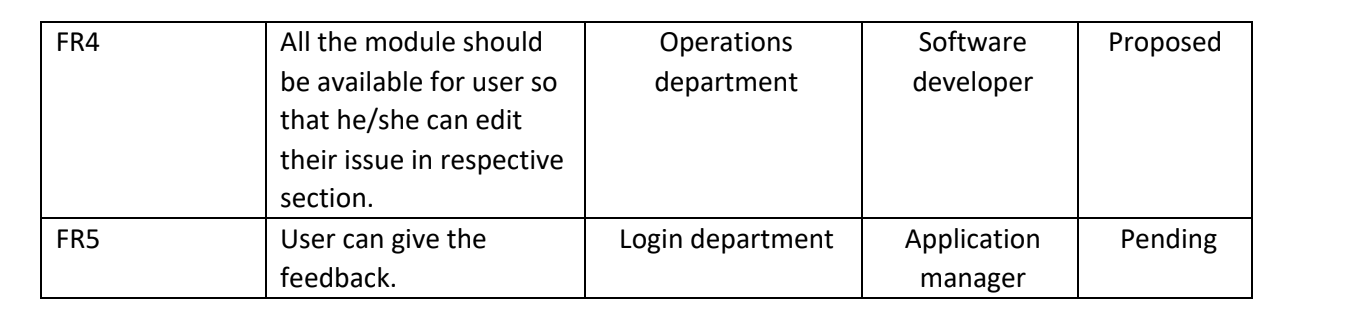 FR4
All the module should
be available for user so
that he/she can edit
their issue in respective
section.
Operations
department
Software
developer
Proposed
FR5
User can give the
feedback.
Login department
Application
manager
Pending